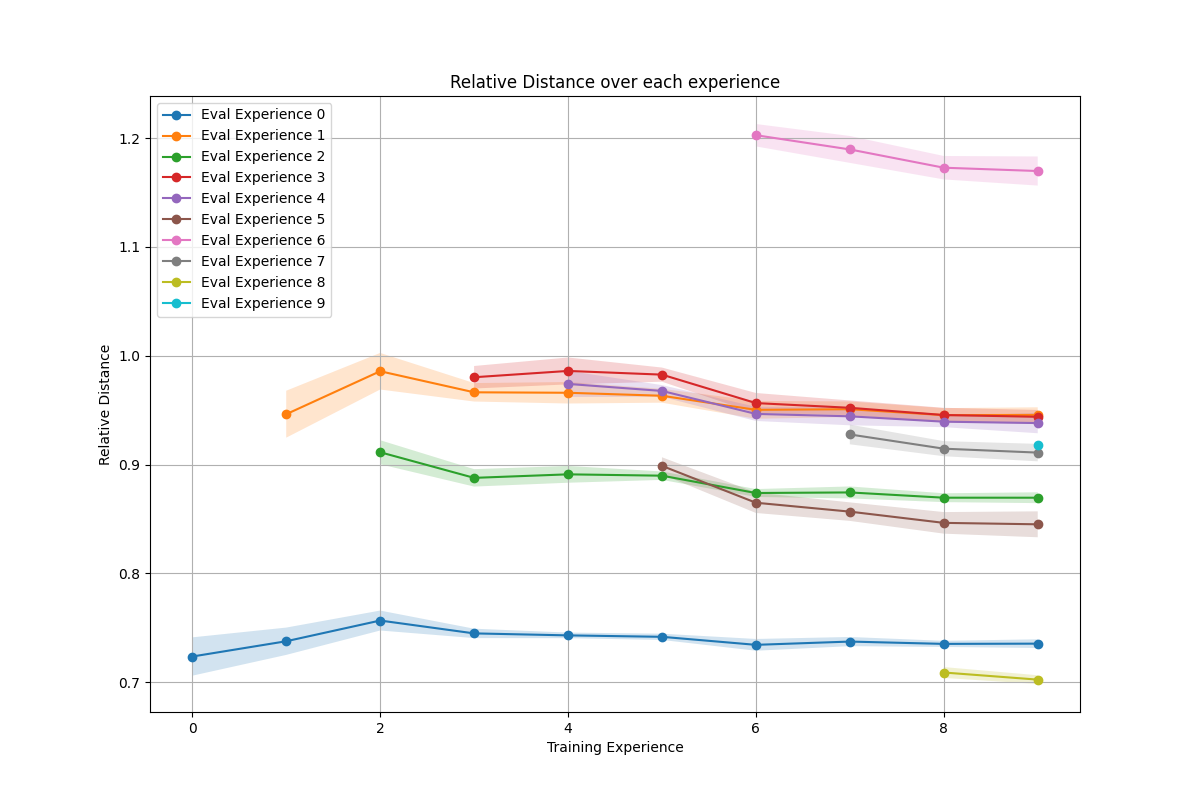 Relative Distance over each experience
Eval Experience 0
Eval Experience 1
Eval Experience 2
Eval Experience 3
Eval Experience 4
Eval Experience 5
Eval Experience 6
Eval Experience 7
Eval Experience 8
Eval Experience 9
Relative Distance
1.2
1.1
1.0
0.9
0.8
0.7
0 2 4 6 8
Training Experience